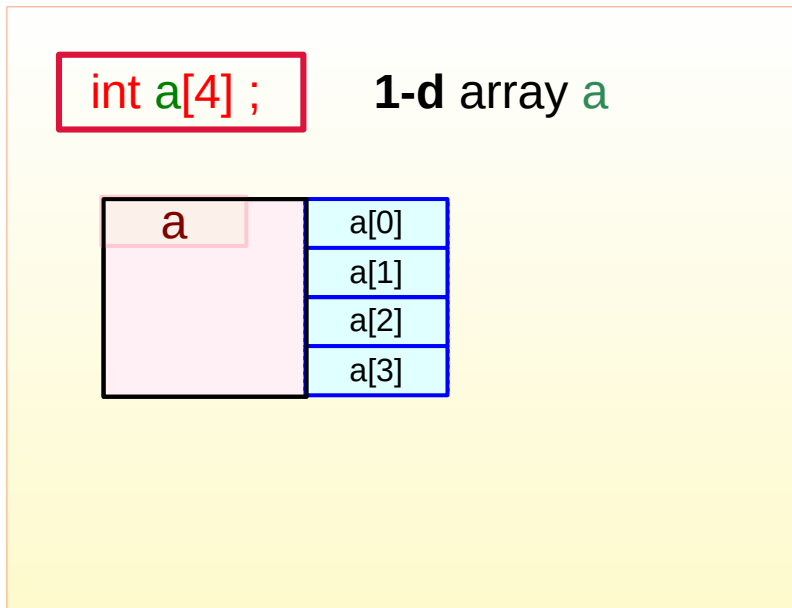 int a[4] ; 1-d array a
a
a[0]
a[1]
a[2]
a[3]